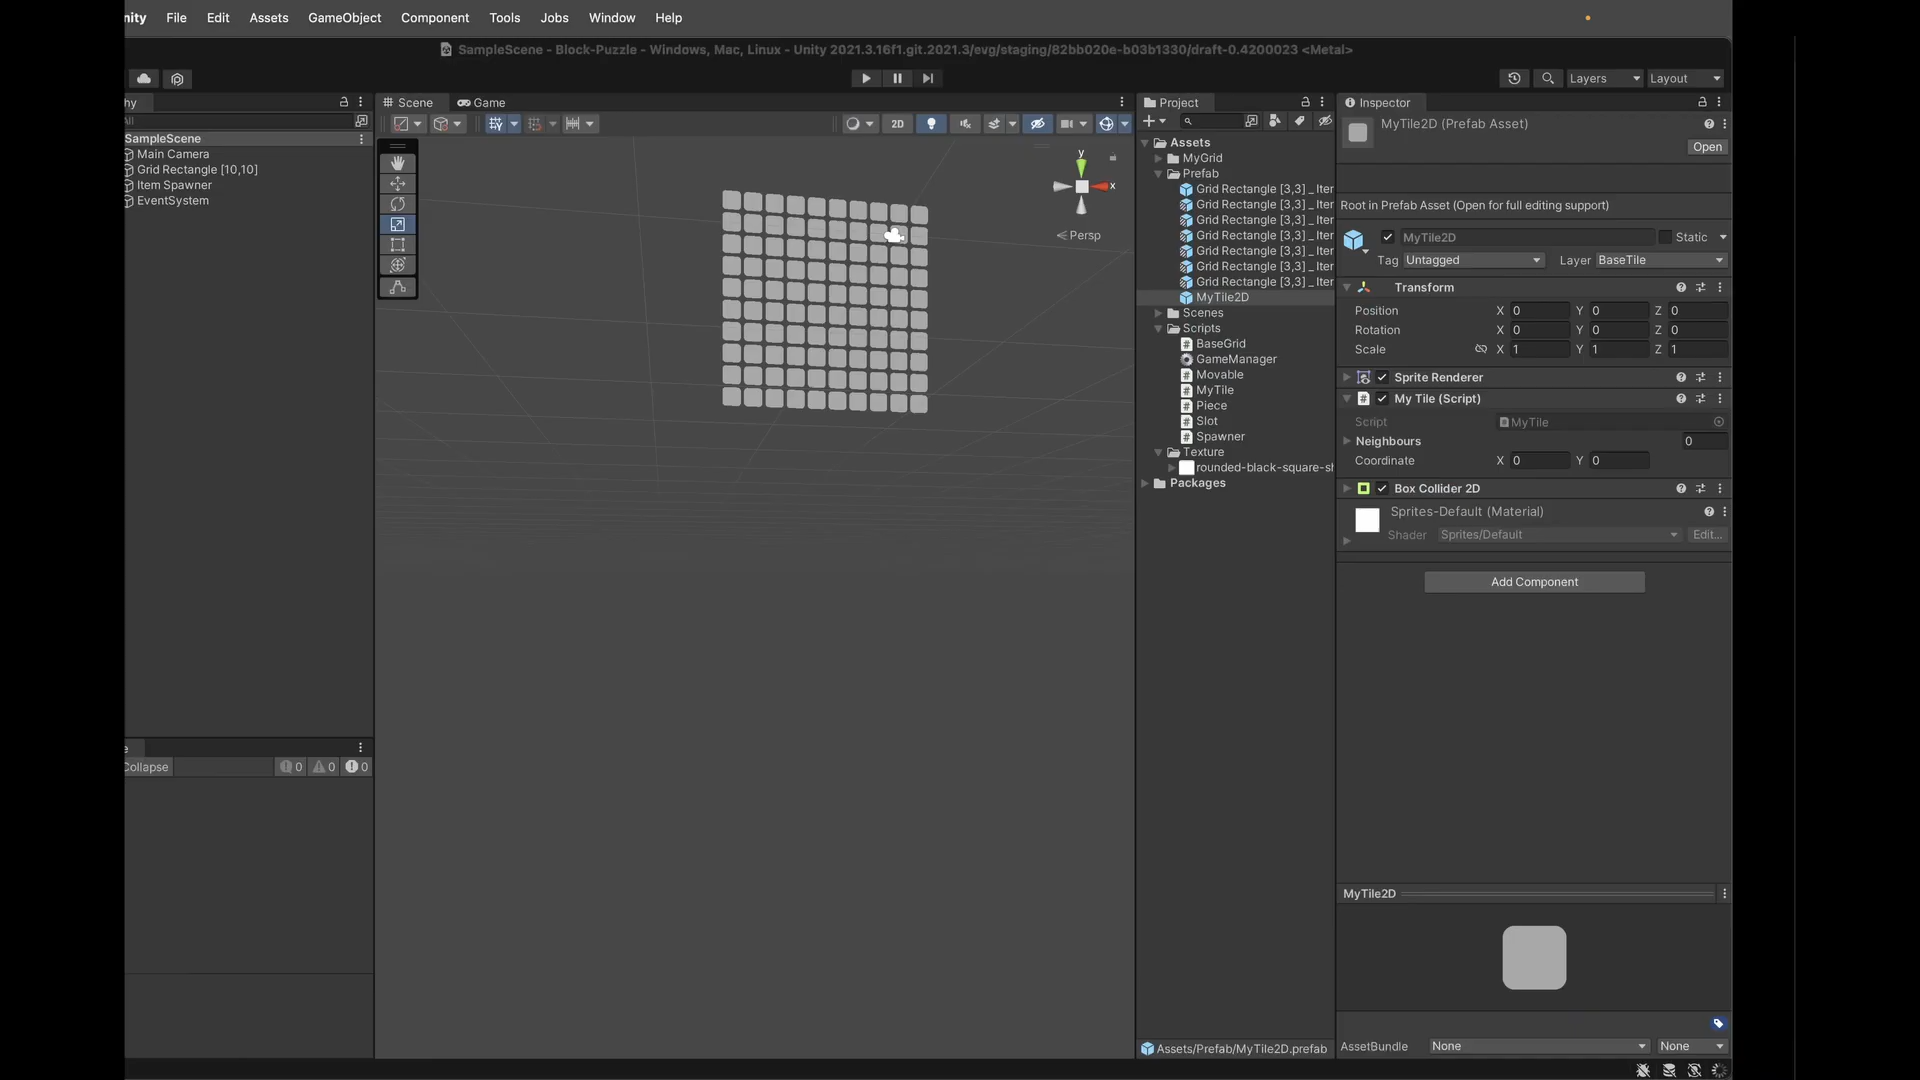 nity File Edit Assets GameObject Component Tools Jobs Window Help
SampleScene - Block-Puzzle - Windows, Mac, Linux - Unity 2021.3.16f1.git.2021.3/evg/staging/82bb020e-b03b1330/draft-0.4200023 <Metal>
Layers Layout
hy
All
SampleScene
Main Camera
Grid Rectangle [10,10]
Item Spawner
EventSystem
e
Collapse 0 0 0
Scene Game
2D
y
x
Persp
Project
Assets
MyGrid
Prefab
Grid Rectangle [3,3] _ Iter
Grid Rectangle [3,3] _ Iter
Grid Rectangle [3,3] _ Iter
Grid Rectangle [3,3] _ Iter
Grid Rectangle [3,3] _ Iter
Grid Rectangle [3,3] _ Iter
Grid Rectangle [3,3] _ Iter
MyTile2D
Scenes
Scripts
BaseGrid
GameManager
Movable
MyTile
Piece
Slot
Spawner
Texture
rounded-black-square-sh
Packages
Assets/Prefab/MyTile2D.prefab
Inspector
MyTile2D (Prefab Asset)
Open
Root in Prefab Asset (Open for full editing support)
MyTile2D Static
Tag Untagged Layer BaseTile
Transform
Position X 0 Y 0 Z 0
Rotation X 0 Y 0 Z 0
Scale X 1 Y 1 Z 1
Sprite Renderer
My Tile (Script)
Script MyTile
Neighbours 0
Coordinate X 0 Y 0
Box Collider 2D
Sprites-Default (Material)
Shader Sprites/Default Edit...
Add Component
MyTile2D
AssetBundle None None